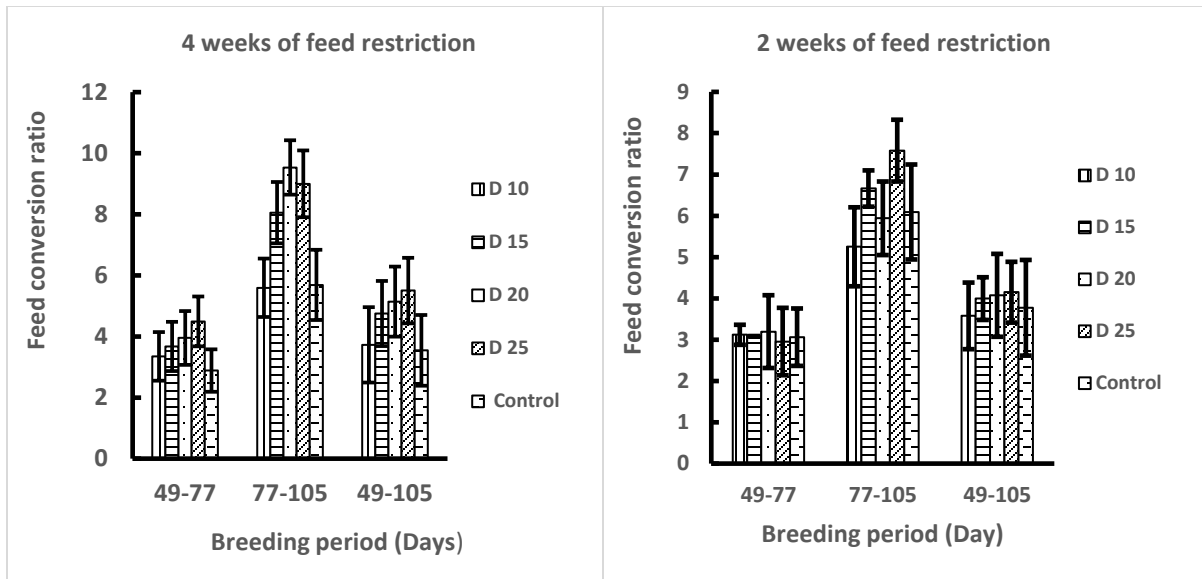 4 weeks of feed restriction
Feed conversion ratio
12
10
8
6
4
2
0
49-77
77-105
49-105
Breeding period (Days)
D 10
D 15
D 20
D 25
Control
2 weeks of feed restriction
Feed conversion ratio
9
8
7
6
5
4
3
2
1
0
49-77
77-105
49-105
Breeding period (Day)
D 10
D 15
D 20
D 25
Control